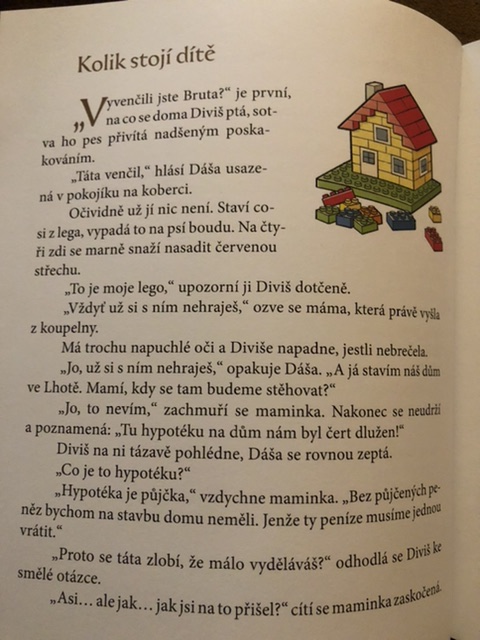 Kolik stojí dítě
„Vyvenčili jste Bruta?“ je první,
na co se doma Diviš ptá, sot-
va ho pes přivítá nadšeným poska-
kováním.
„Táta venčil,“ hlásí Dáša usaze-
ná v pokojíku na koberci.
Očividně už jí nic není. Staví co-
si z lega, vypadá to na psí boudu. Na čty-
ři zdi se marně snaží nasadit červenou
střechu.
„To je moje lego,“ upozorní ji Diviš dotčeně.
„Vždyť už si s ním nehraješ,“ ozve se máma, která právě vyšla
z koupelny.
Má trochu napuchlé oči a Diviše napadne, jestli nebrečela.
„Jo, už si s ním nehraješ,“ opakuje Dáša. „A já stavím náš dům
ve Lhotě. Mamí, kdy se tam budeme stěhovat?“
„Jo, to nevím,“ zachmuří se maminka. Nakonec se neudrží
a poznamená: „Tu hypotéku na dům nám byl čert dlužen!“
Diviš na ni tázavě pohlédne, Dáša se rovnou zeptá.
„Co je to hypotéku?“
„Hypotéka je půjčka,“ vzdychne maminka. „Bez půjčených pe-
něz bychom na stavbu domu neměli. Jenže ty peníze musíme jednou
vrátit.“
„Proto se táta zlobí, že málo vyděláváš?“ odhodlá se Diviš ke
smělé otázce.
„Asi… ale jak… jak jsi na to přišel?“ cítí se maminka zaskočená.